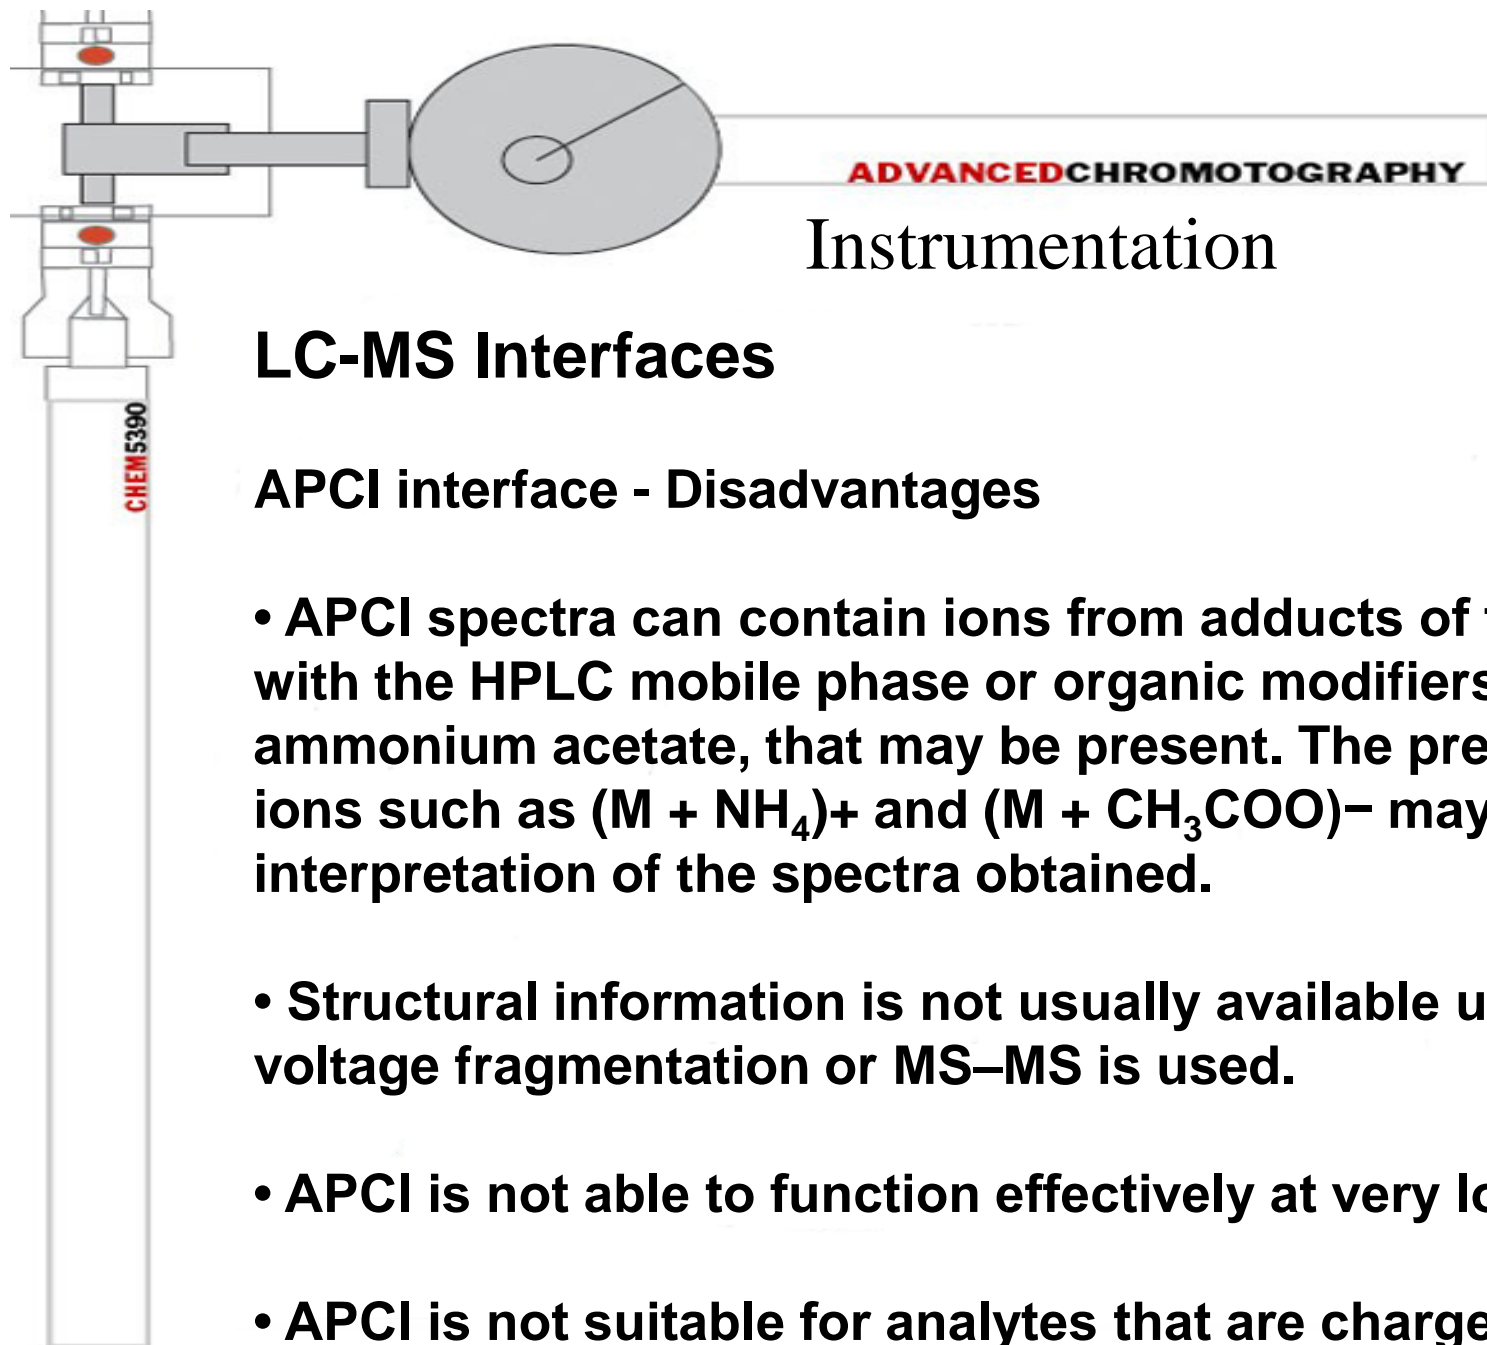 ADVANCEDCHROMOTOGRAPHY
Instrumentation
LC-MS Interfaces
CHEM5390
APCI interface - Disadvantages
• APCI spectra can contain ions from adducts of
with the HPLC mobile phase or organic modifiers
ammonium acetate, that may be present. The
ions such as (M + NH₄)+ and (M + CH₃COO)− may
interpretation of the spectra obtained.
• Structural information is not usually available
voltage fragmentation or MS–MS is used.
• APCI is not able to function effectively at very
• APCI is not suitable for analytes that are